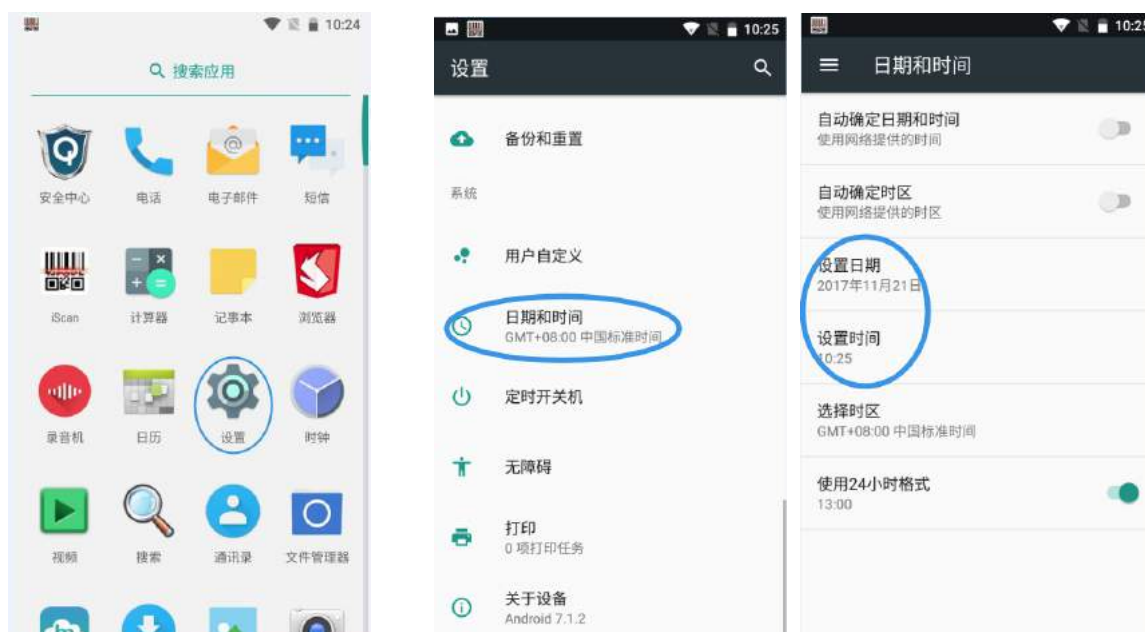 10:24
搜索应用
安全中心
电话
电子邮件
短信
iScan
计算器
记事本
浏览器
录音机
日历
设置
时钟
视频
搜索
通讯录
文件管理器
10:25
设置
备份和重置
系统
用户自定义
日期和时间
GMT+08:00 中国标准时间
定时开关机
无障碍
打印
0 项打印任务
关于设备
Android 7.1.2
10:25
日期和时间
自动确定日期和时间
使用网络提供的时间
自动确定时区
使用网络提供的时区
设置日期
2017年11月21日
设置时间
10:25
选择时区
GMT+08:00 中国标准时间
使用24小时格式
13:00